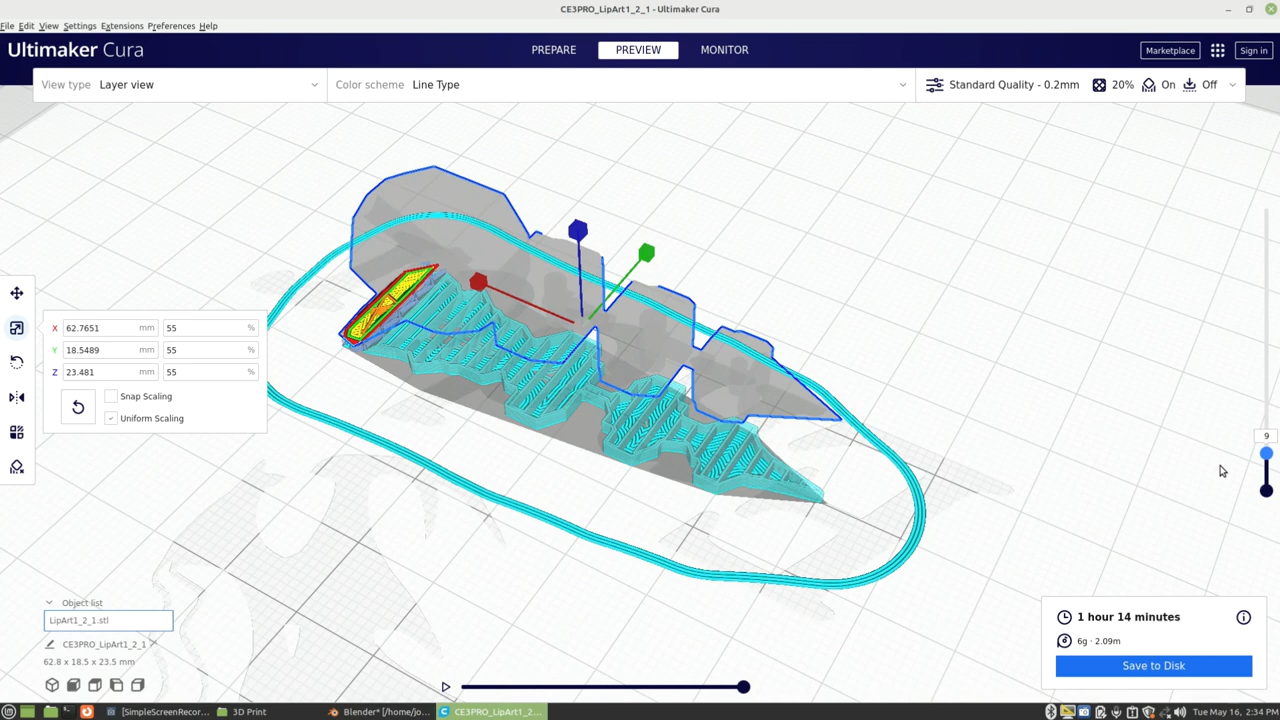 CE3PRO_LipArt1_2_1 - Ultimaker Cura
File Edit View Settings Extensions Preferences Help
Ultimaker Cura
PREPARE
PREVIEW
MONITOR
Marketplace
Sign in
View type Layer view
Color scheme Line Type
Standard Quality - 0.2mm
20%
On
Off
X 62.7651 mm 55 %
Y 18.5489 mm 55 %
Z 23.481 mm 55 %
Snap Scaling
Uniform Scaling
9
Object list
LipArt1_2_1.stl
CE3PRO_LipArt1_2_1
62.8 x 18.5 x 23.5 mm
1 hour 14 minutes
6g · 2.09m
Save to Disk
[SimpleScreenRecor...
3D Print
Blender* [/home/jo...
CE3PRO_LipArt1_2...
Tue May 16, 2:34 PM